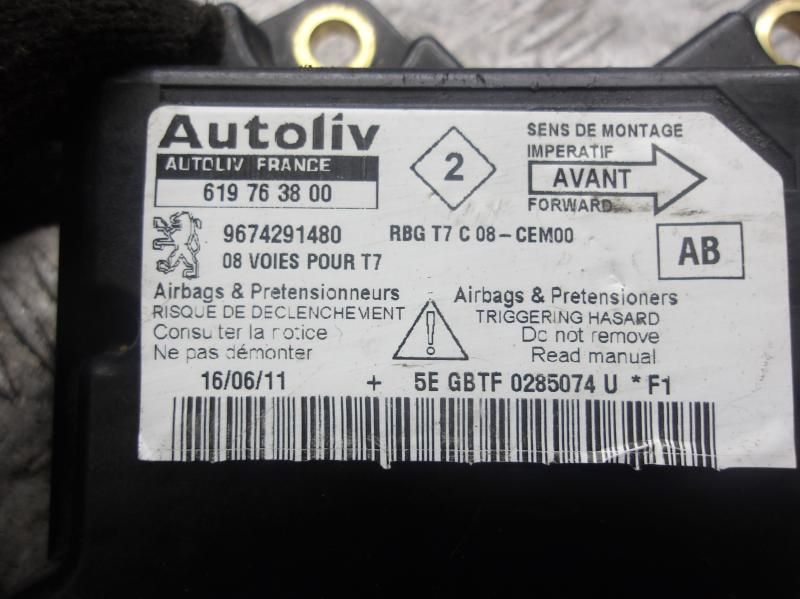 Autoliv
AUTOLIV FRANCE
619 76 38 00
2
SENS DE MONTAGE
IMPERATIF
AVANT
FORWARD
9674291480 RBG T7 C 08-CEM00
08 VOIES POUR T7
AB
Airbags & Pretensionneurs
RISQUE DE DECLENCHEMENT
Consulter la notice
Ne pas démonter
Airbags & Pretensioners
TRIGGERING HASARD
Do not remove
Read manual
16/06/11 + 5E GBTF 0285074 U *F1